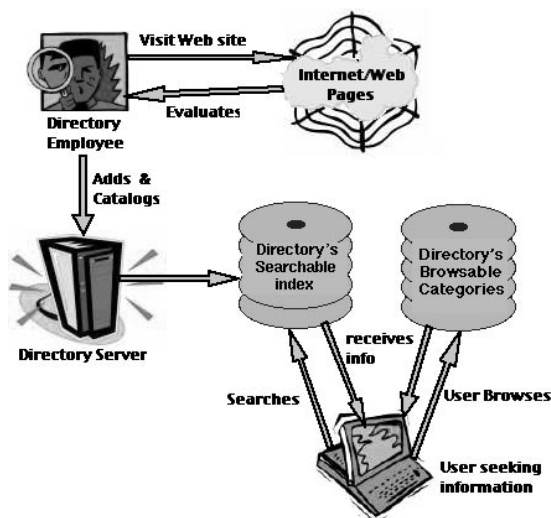 Visit Web site
Internet/Web
Pages
Evaluates
Directory
Employee
Adds &
Catalogs
Directory's
Searchable
index
Directory's
Browsable
Categories
Directory Server
receives
info
Searches
User Browses
User seeking
information